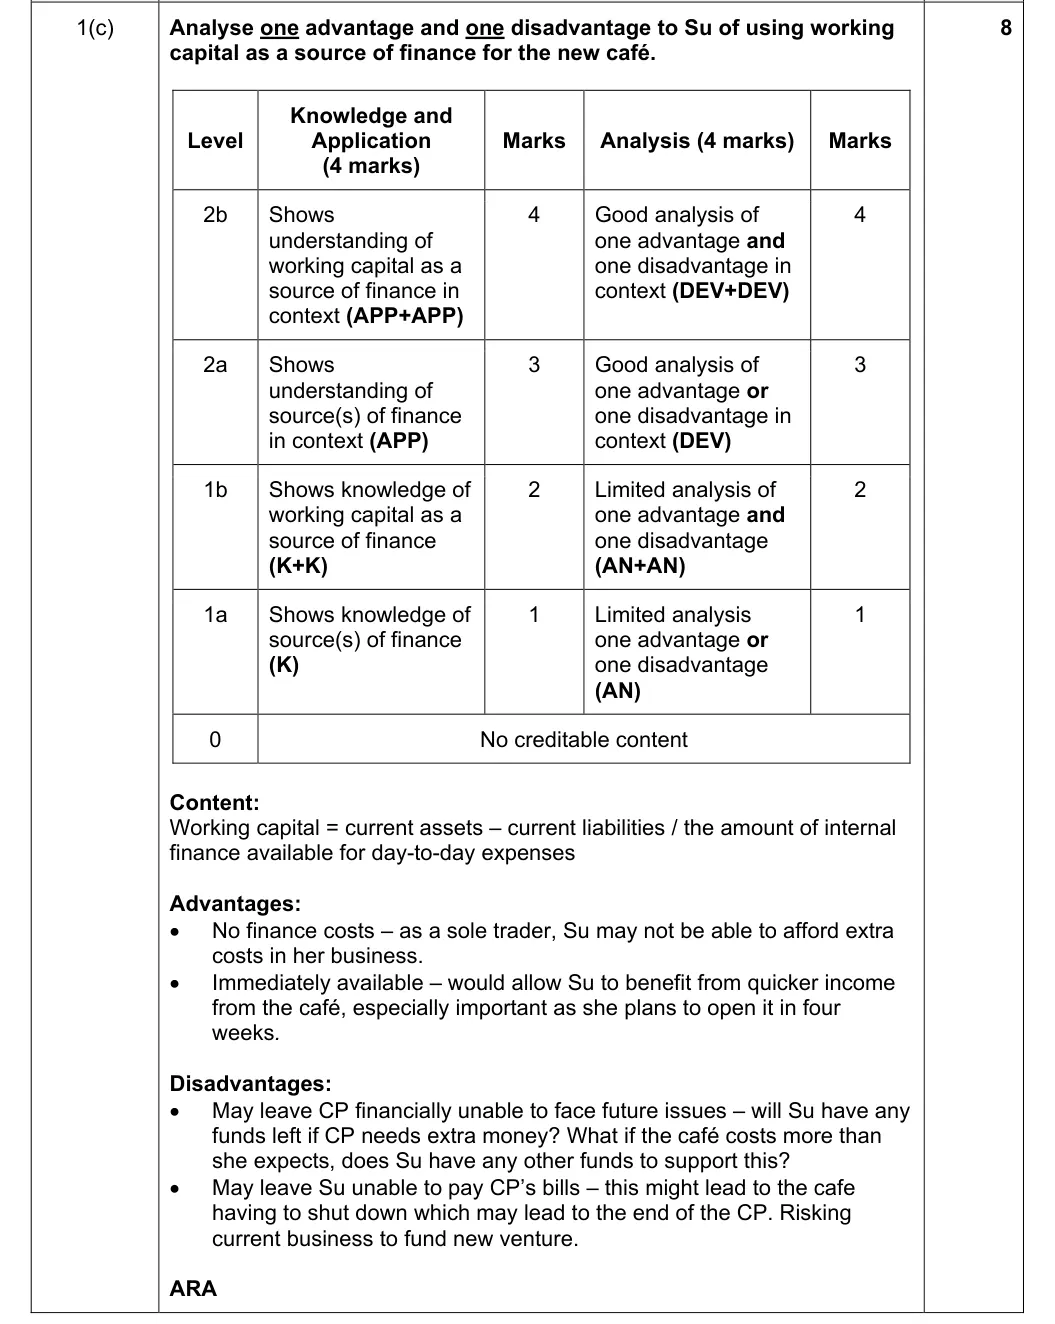 1(c)
Analyse one advantage and one disadvantage to Su of using working
capital as a source of finance for the new café.
8
Level
Knowledge and
Application
(4 marks)
Marks
Analysis (4 marks)
Marks
2b
Shows
understanding of
working capital as a
source of finance in
context (APP+APP)
4
Good analysis of
one advantage and
one disadvantage in
context (DEV+DEV)
4
2a
Shows
understanding of
source(s) of finance
in context (APP)
3
Good analysis of
one advantage or
one disadvantage in
context (DEV)
3
1b
Shows knowledge of
working capital as a
source of finance
(K+K)
2
Limited analysis of
one advantage and
one disadvantage
(AN+AN)
2
1a
Shows knowledge of
source(s) of finance
(K)
1
Limited analysis
one advantage or
one disadvantage
(AN)
1
0
No creditable content
Content:
Working capital = current assets – current liabilities / the amount of internal
finance available for day-to-day expenses
Advantages:
• No finance costs – as a sole trader, Su may not be able to afford extra
costs in her business.
• Immediately available – would allow Su to benefit from quicker income
from the café, especially important as she plans to open it in four
weeks.
Disadvantages:
• May leave CP financially unable to face future issues – will Su have any
funds left if CP needs extra money? What if the café costs more than
she expects, does Su have any other funds to support this?
• May leave Su unable to pay CP's bills – this might lead to the cafe
having to shut down which may lead to the end of the CP. Risking
current business to fund new venture.
ARA